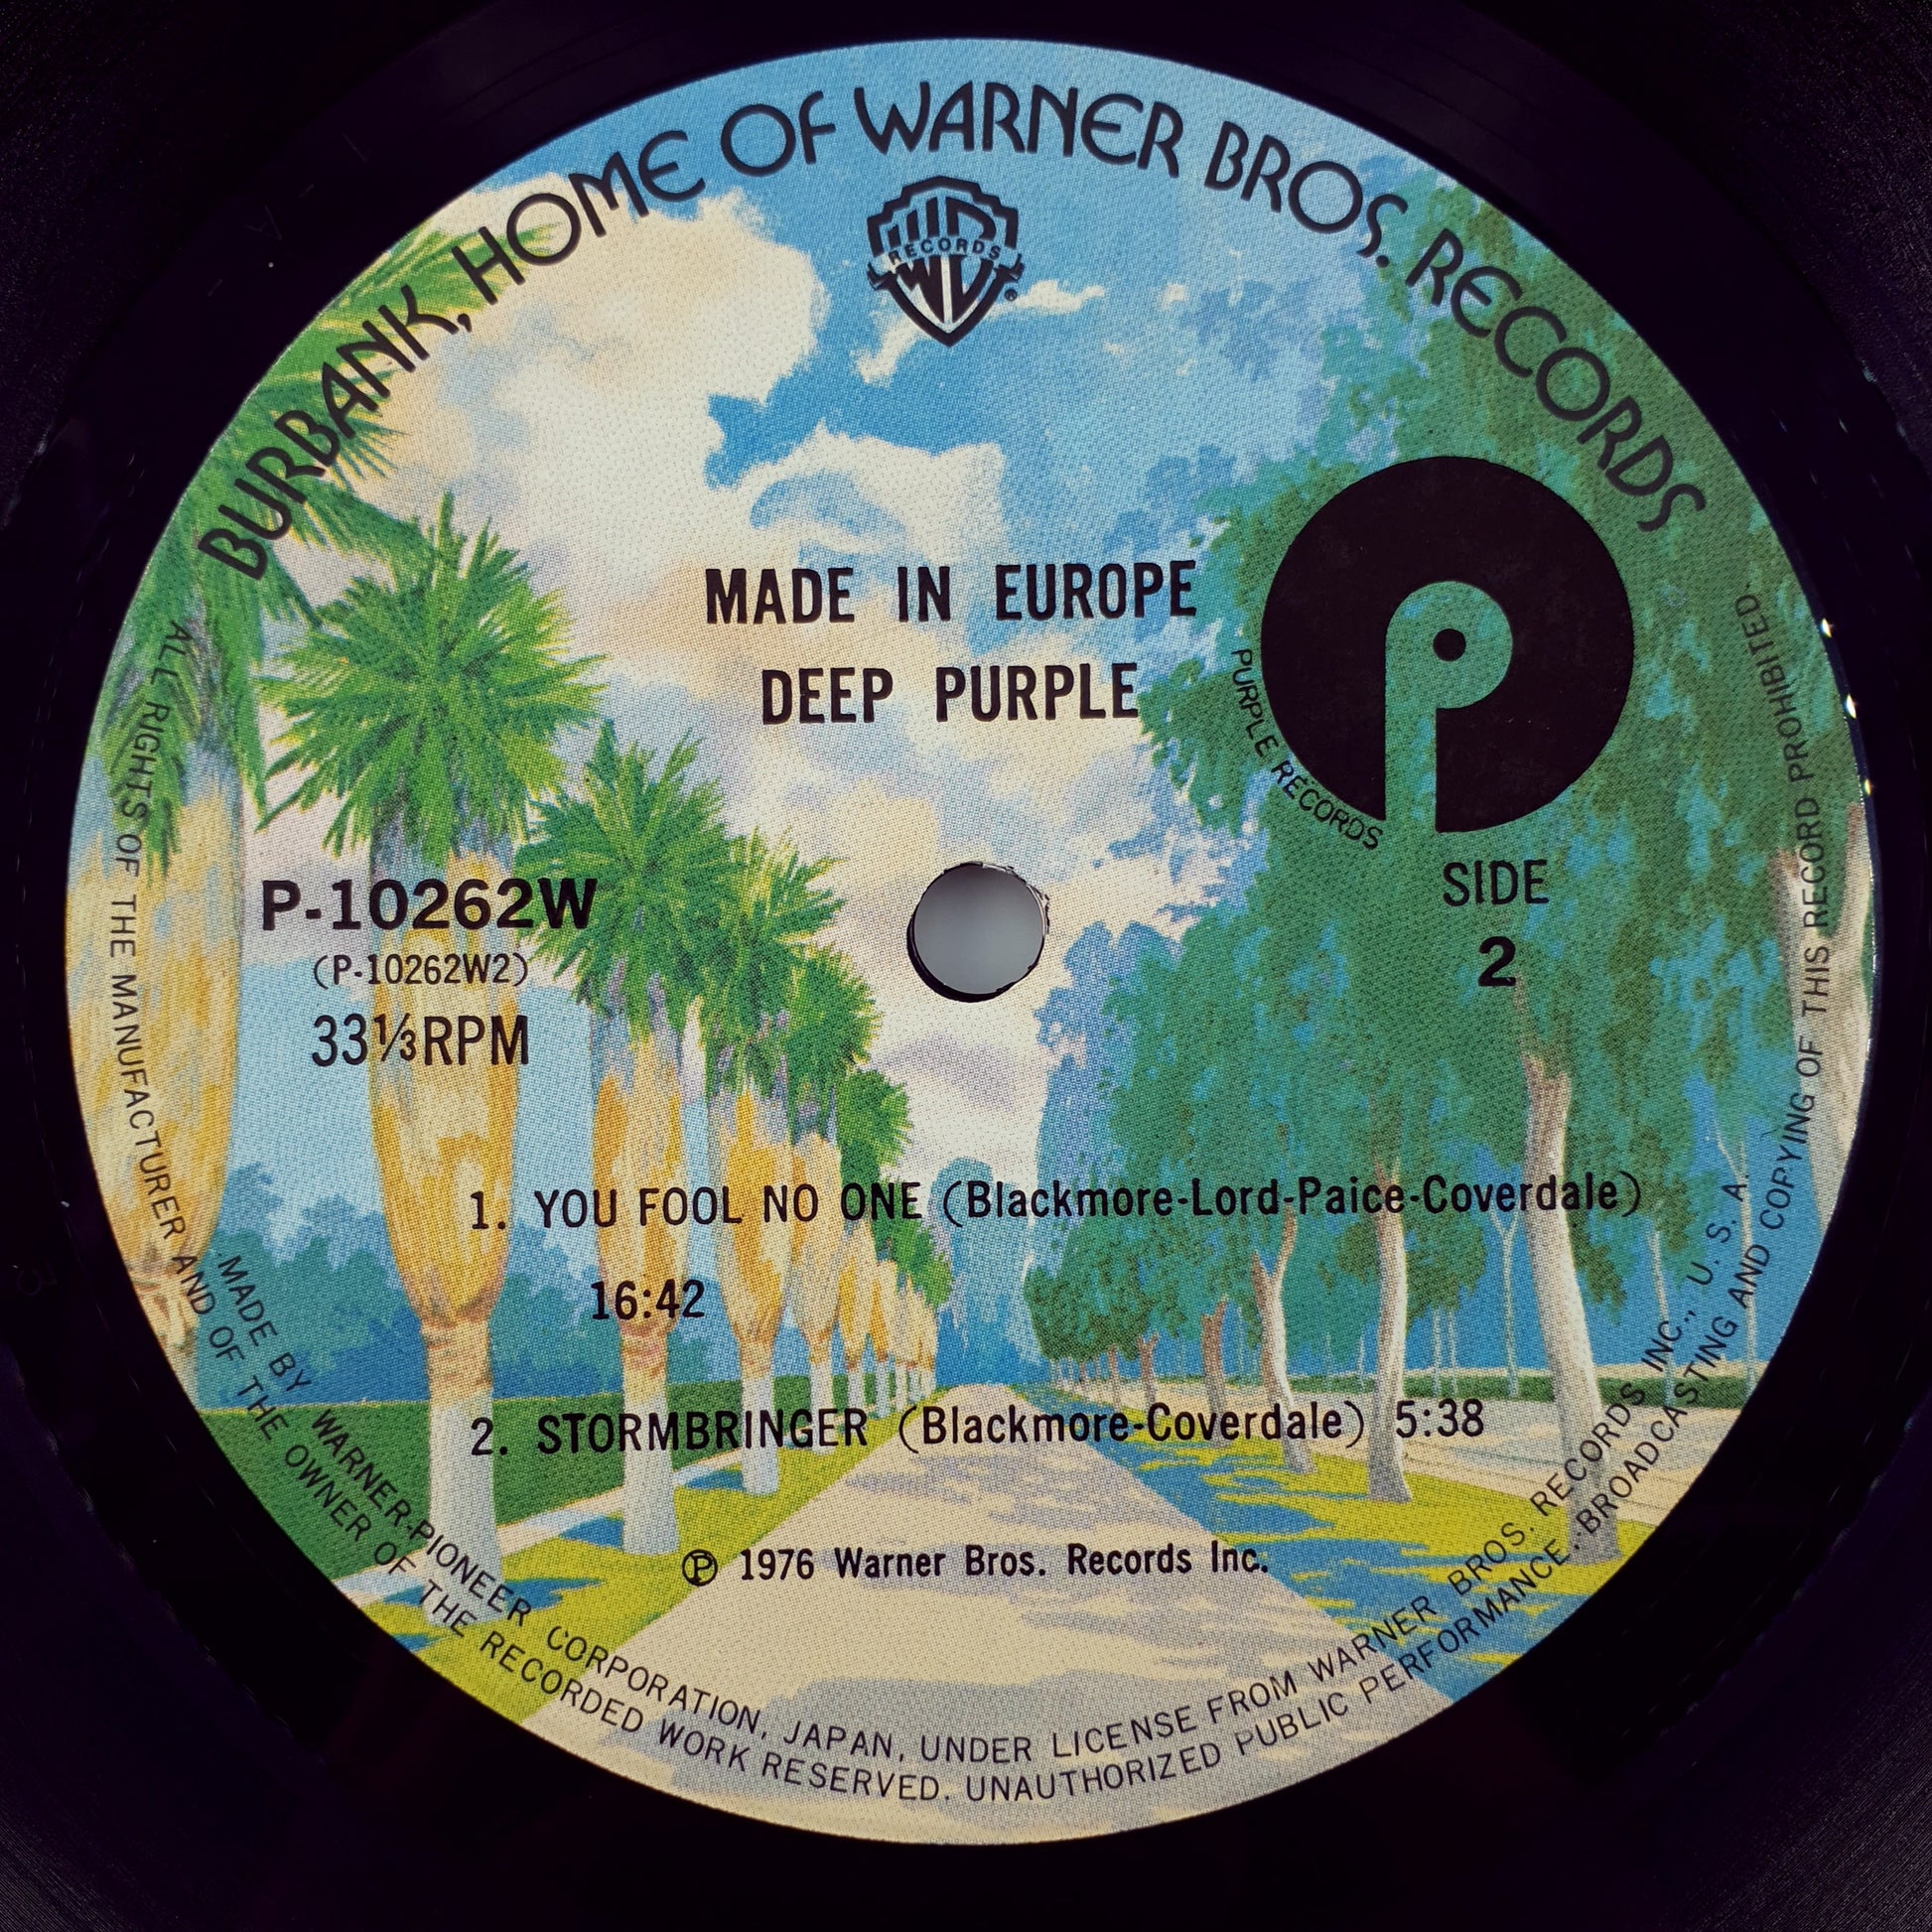 BURBANK, HOME OF WARNER BROS. RECORDS
RECORDS
MADE IN EUROPE
DEEP PURPLE
PURPLE RECORDS
P-10262W
(P-10262W2)
33⅓RPM
SIDE
2
1. YOU FOOL NO ONE (Blackmore-Lord-Paice-Coverdale)
16:42
2. STORMBRINGER (Blackmore-Coverdale) 5:38
℗ 1976 Warner Bros. Records Inc.
MADE BY WARNER-PIONEER CORPORATION, JAPAN, UNDER LICENSE FROM WARNER BROS. RECORDS INC., U. S. A.
ALL RIGHTS OF THE MANUFACTURER AND OF THE OWNER OF THE RECORDED WORK RESERVED. UNAUTHORIZED PUBLIC PERFORMANCE. BROADCASTING AND COPYING OF THIS RECORD PROHIBITED.